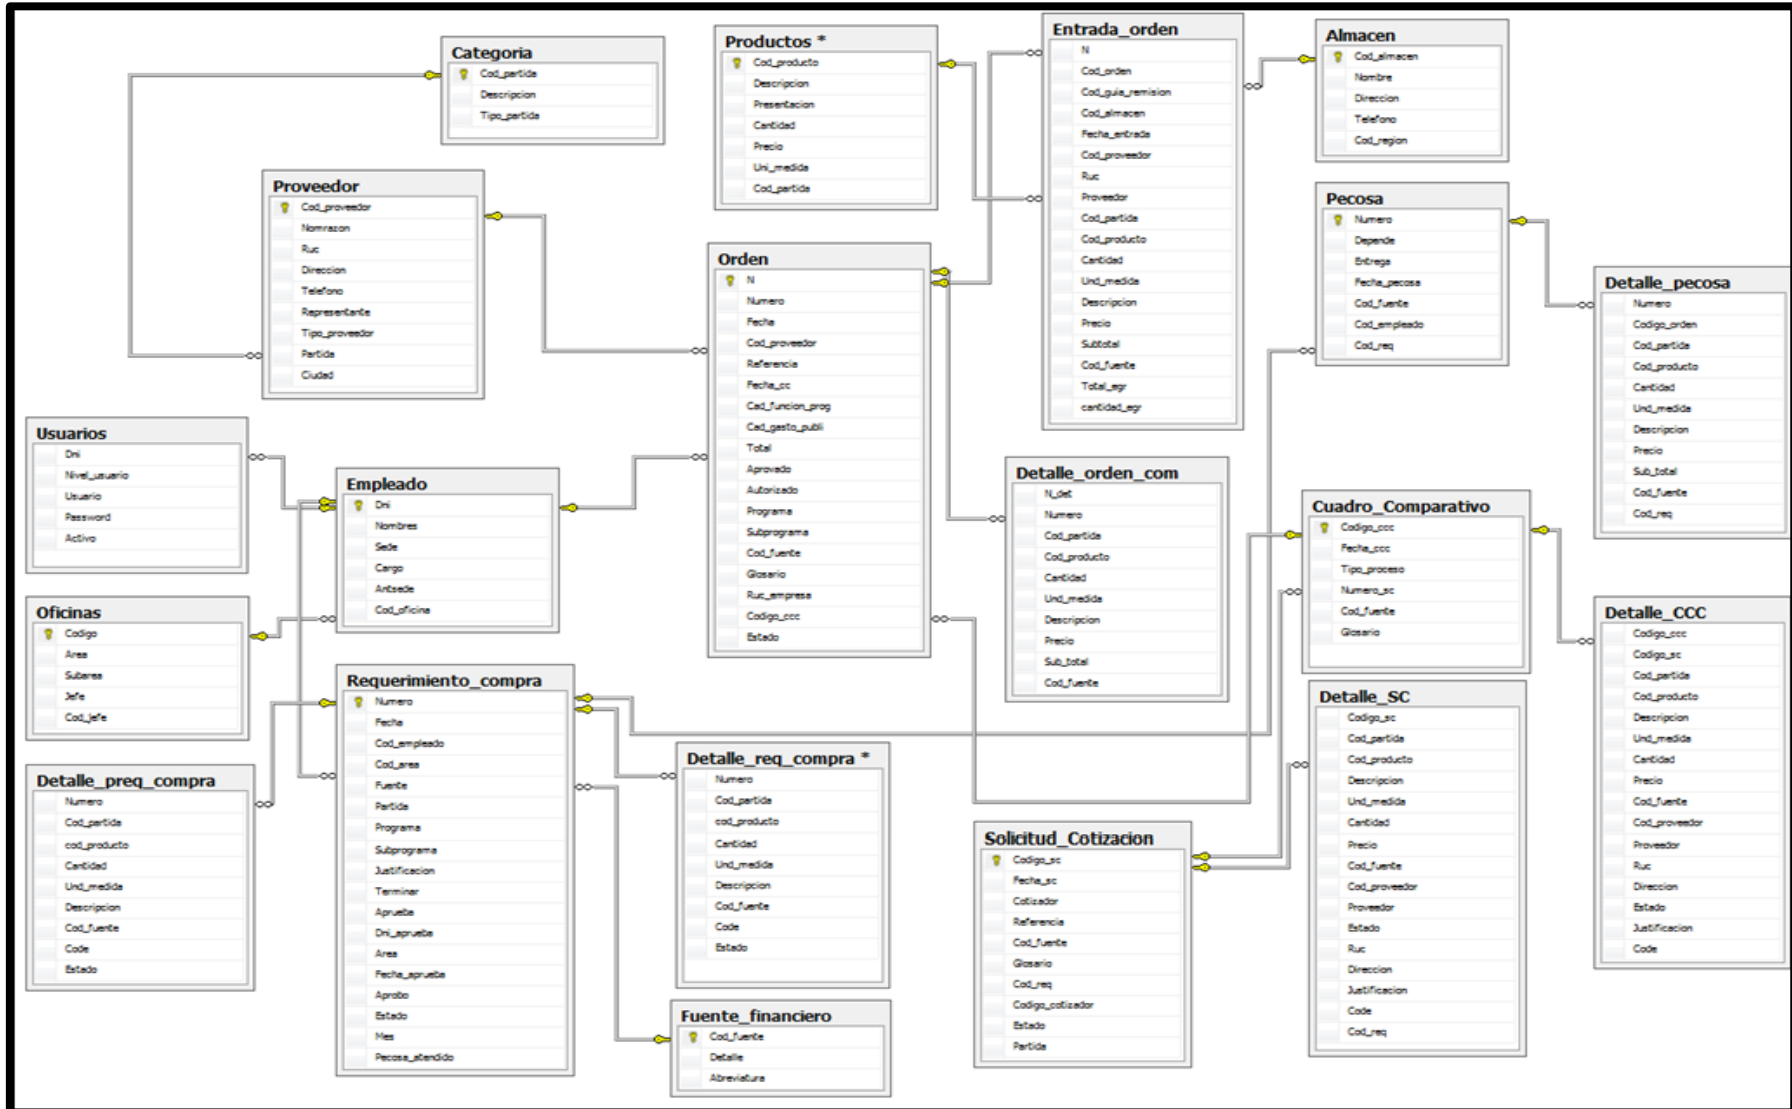 Categoria
Cod_partida
Descripcion
Tipo_partida
Productos *
Cod_producto
Descripcion
Presentacion
Cantidad
Precio
Uni_medida
Cod_partida
Entrada_orden
N
Cod_orden
Cod_guia_remision
Cod_almacen
Fecha_entrada
Cod_proveedor
Ruc
Proveedor
Cod_partida
Cod_producto
Cantidad
Und_medida
Descripcion
Precio
Subtotal
Cod_fuente
Total_egr
cantidad_egr
Almacen
Cod_almacen
Nombre
Direccion
Telefono
Cod_region
Proveedor
Cod_proveedor
Nomrazon
Ruc
Direccion
Telefono
Representante
Tipo_proveedor
Partida
Ciudad
Orden
N
Numero
Fecha
Cod_proveedor
Referencia
Fecha_cc
Cad_funcion_prog
Cad_gasto_publi
Total
Aprovado
Autorizado
Programa
Subprograma
Cod_fuente
Glosario
Ruc_empresa
Codigo_ccc
Estado
Pecosa
Numero
Depende
Entrega
Fecha_pecosa
Cod_fuente
Cod_empleado
Cod_req
Detalle_pecosa
Numero
Codigo_orden
Cod_partida
Cod_producto
Cantidad
Und_medida
Descripcion
Precio
Sub_total
Cod_fuente
Cod_req
Usuarios
Dni
Nivel_usuario
Usuario
Password
Activo
Empleado
Dni
Nombres
Sede
Cargo
Antsede
Cod_oficina
Detalle_orden_com
N_det
Numero
Cod_partida
Cod_producto
Cantidad
Und_medida
Descripcion
Precio
Sub_total
Cod_fuente
Cuadro_Comparativo
Codigo_ccc
Fecha_ccc
Tipo_proceso
Numero_sc
Cod_fuente
Glosario
Oficinas
Codigo
Area
Subarea
Jefe
Cod_jefe
Detalle_CCC
Codigo_ccc
Codigo_sc
Cod_partida
Cod_producto
Descripcion
Und_medida
Cantidad
Precio
Cod_fuente
Cod_proveedor
Proveedor
Ruc
Direccion
Estado
Justificacion
Code
Requerimiento_compra
Numero
Fecha
Cod_empleado
Cod_area
Fuente
Partida
Programa
Subprograma
Justificacion
Terminar
Aprueba
Dni_aprueba
Area
Fecha_aprueba
Aprobo
Estado
Mes
Pecosa_atendido
Detalle_SC
Codigo_sc
Cod_partida
Cod_producto
Descripcion
Und_medida
Cantidad
Precio
Cod_fuente
Cod_proveedor
Proveedor
Estado
Ruc
Direccion
Justificacion
Code
Cod_req
Detalle_req_compra *
Numero
Cod_partida
cod_producto
Cantidad
Und_medida
Descripcion
Cod_fuente
Code
Estado
Detalle_preq_compra
Numero
Cod_partida
cod_producto
Cantidad
Und_medida
Descripcion
Cod_fuente
Code
Estado
Solicitud_Cotizacion
Codigo_sc
Fecha_sc
Cotizador
Referencia
Cod_fuente
Glosario
Cod_req
Codigo_cotizador
Estado
Partida
Fuente_financiero
Cod_fuente
Detalle
Abreviatura